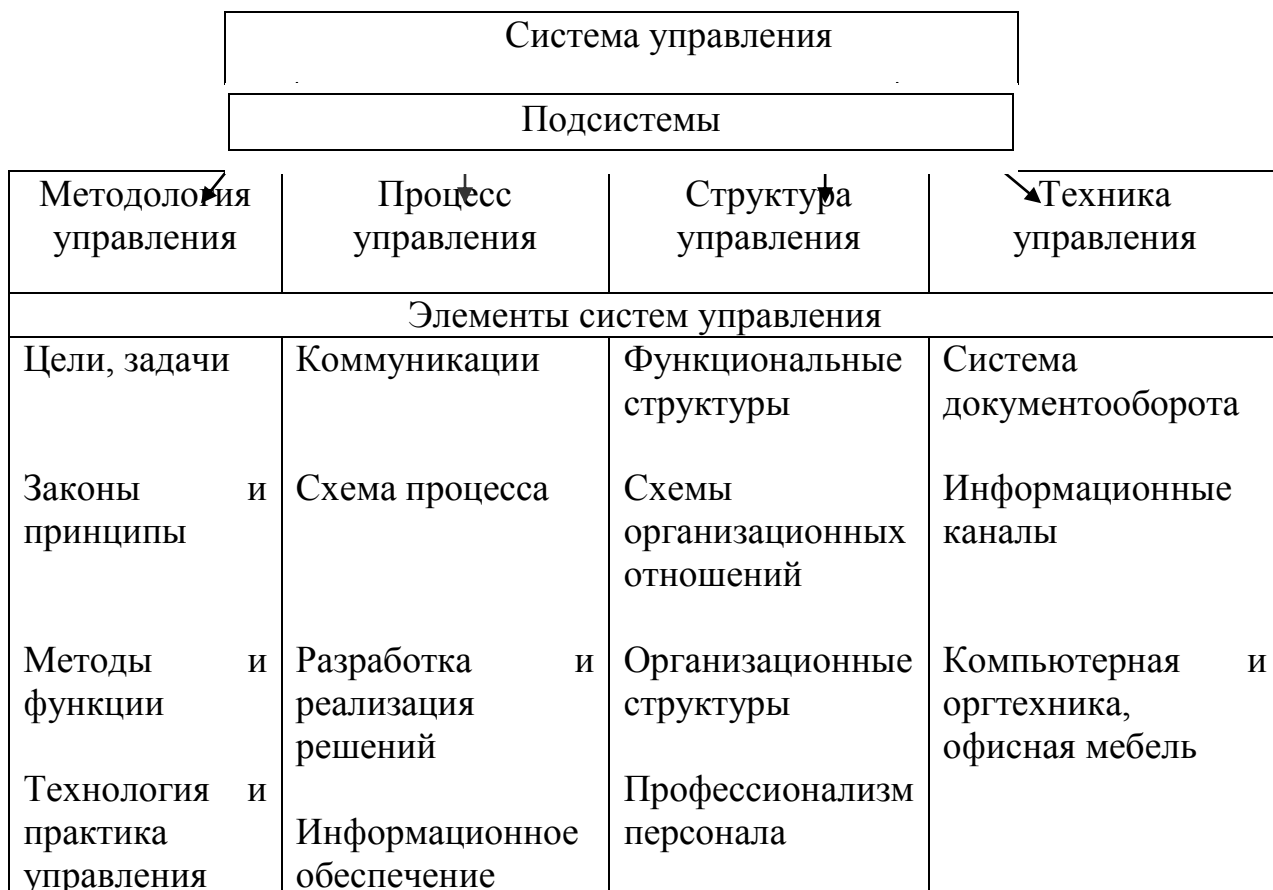 Система управления
Подсистемы
Методология
управления
Процесс
управления
Структура
управления
Техника
управления
Элементы систем управления
Цели, задачи
Законы и
принципы
Методы и
функции
Технология и
практика
управления
Коммуникации
Схема процесса
Разработка и
реализация
решений
Информационное
обеспечение
Функциональные
структуры
Схемы
организационных
отношений
Организационные
структуры
Профессионализм
персонала
Система
документооборота
Информационные
каналы
Компьютерная и
оргтехника,
офисная мебель